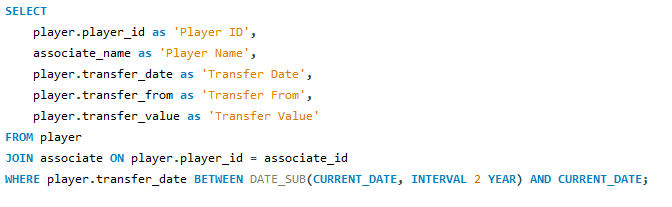 SELECT
    player.player_id as 'Player ID',
    associate_name as 'Player Name',
    player.transfer_date as 'Transfer Date',
    player.transfer_from as 'Transfer From',
    player.transfer_value as 'Transfer Value'
FROM player
JOIN associate ON player.player_id = associate_id
WHERE player.transfer_date BETWEEN DATE_SUB(CURRENT_DATE, INTERVAL 2 YEAR) AND CURRENT_DATE;